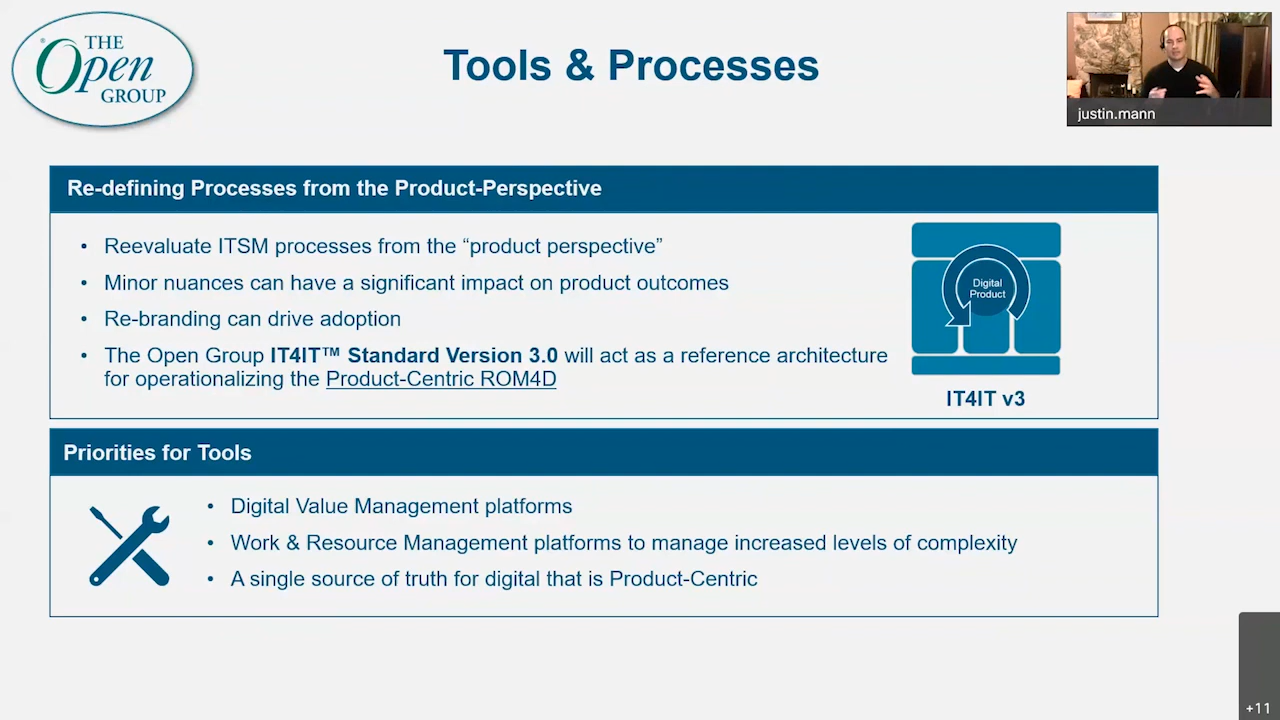 THE
Open
GROUP
®
Tools & Processes
justin.mann
Re-defining Processes from the Product-Perspective
• Reevaluate ITSM processes from the “product perspective”
• Minor nuances can have a significant impact on product outcomes
• Re-branding can drive adoption
• The Open Group IT4IT™ Standard Version 3.0 will act as a reference architecture
for operationalizing the Product-Centric ROM4D
Digital
Product
IT4IT v3
Priorities for Tools
• Digital Value Management platforms
• Work & Resource Management platforms to manage increased levels of complexity
• A single source of truth for digital that is Product-Centric
+11